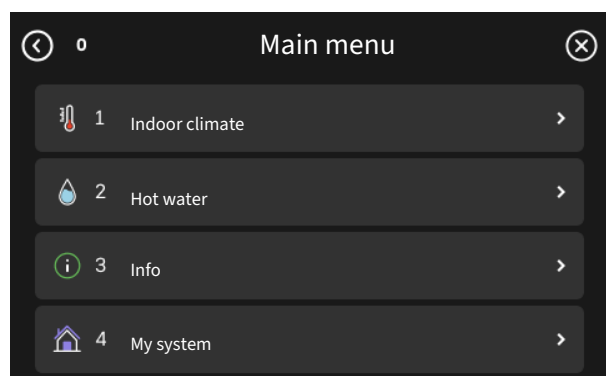 0 Main menu
1 Indoor climate
2 Hot water
3 Info
4 My system